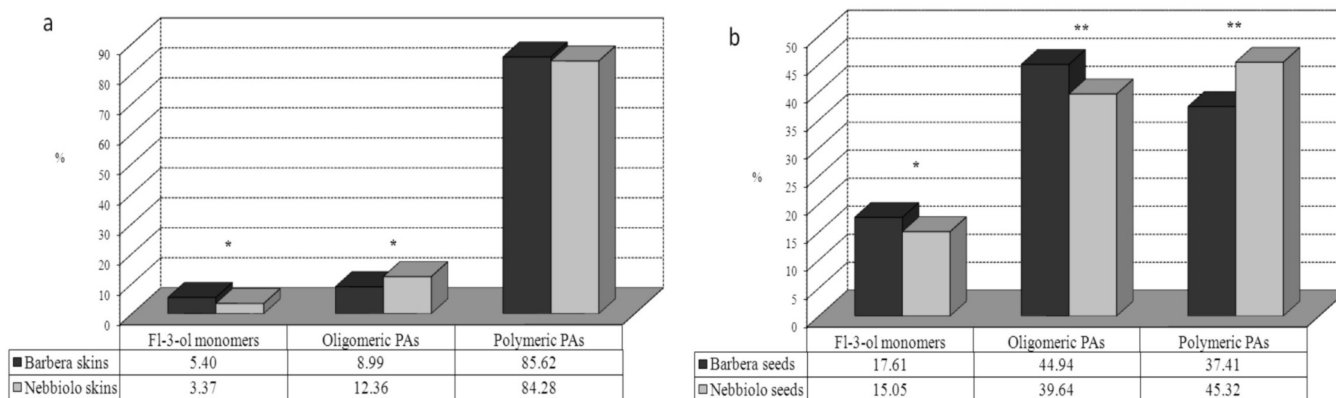 a
90
80
70
60
50
40
30
20
10
0
%
* *
Fl-3-ol monomers Oligomeric PAs Polymeric PAs
Barbera skins 5.40 8.99 85.62
Nebbiolo skins 3.37 12.36 84.28
b
50
45
40
35
30
25
20
15
10
5
0
%
* ** **
Fl-3-ol monomers Oligomeric PAs Polymeric PAs
Barbera seeds 17.61 44.94 37.41
Nebbiolo seeds 15.05 39.64 45.32